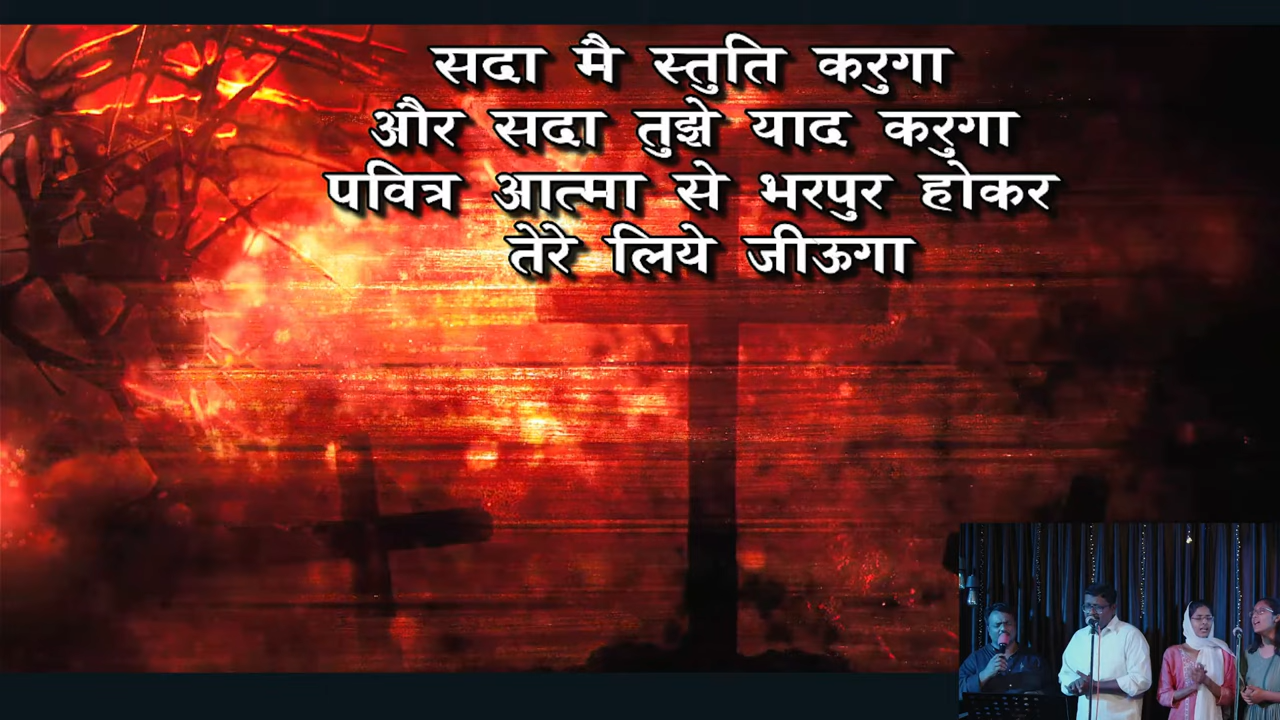 सदा मै स्तुति करुगा
और सदा तुझे याद करुगा
पवित्र आत्मा से भरपुर होकर
तेरे लिये जीऊगा